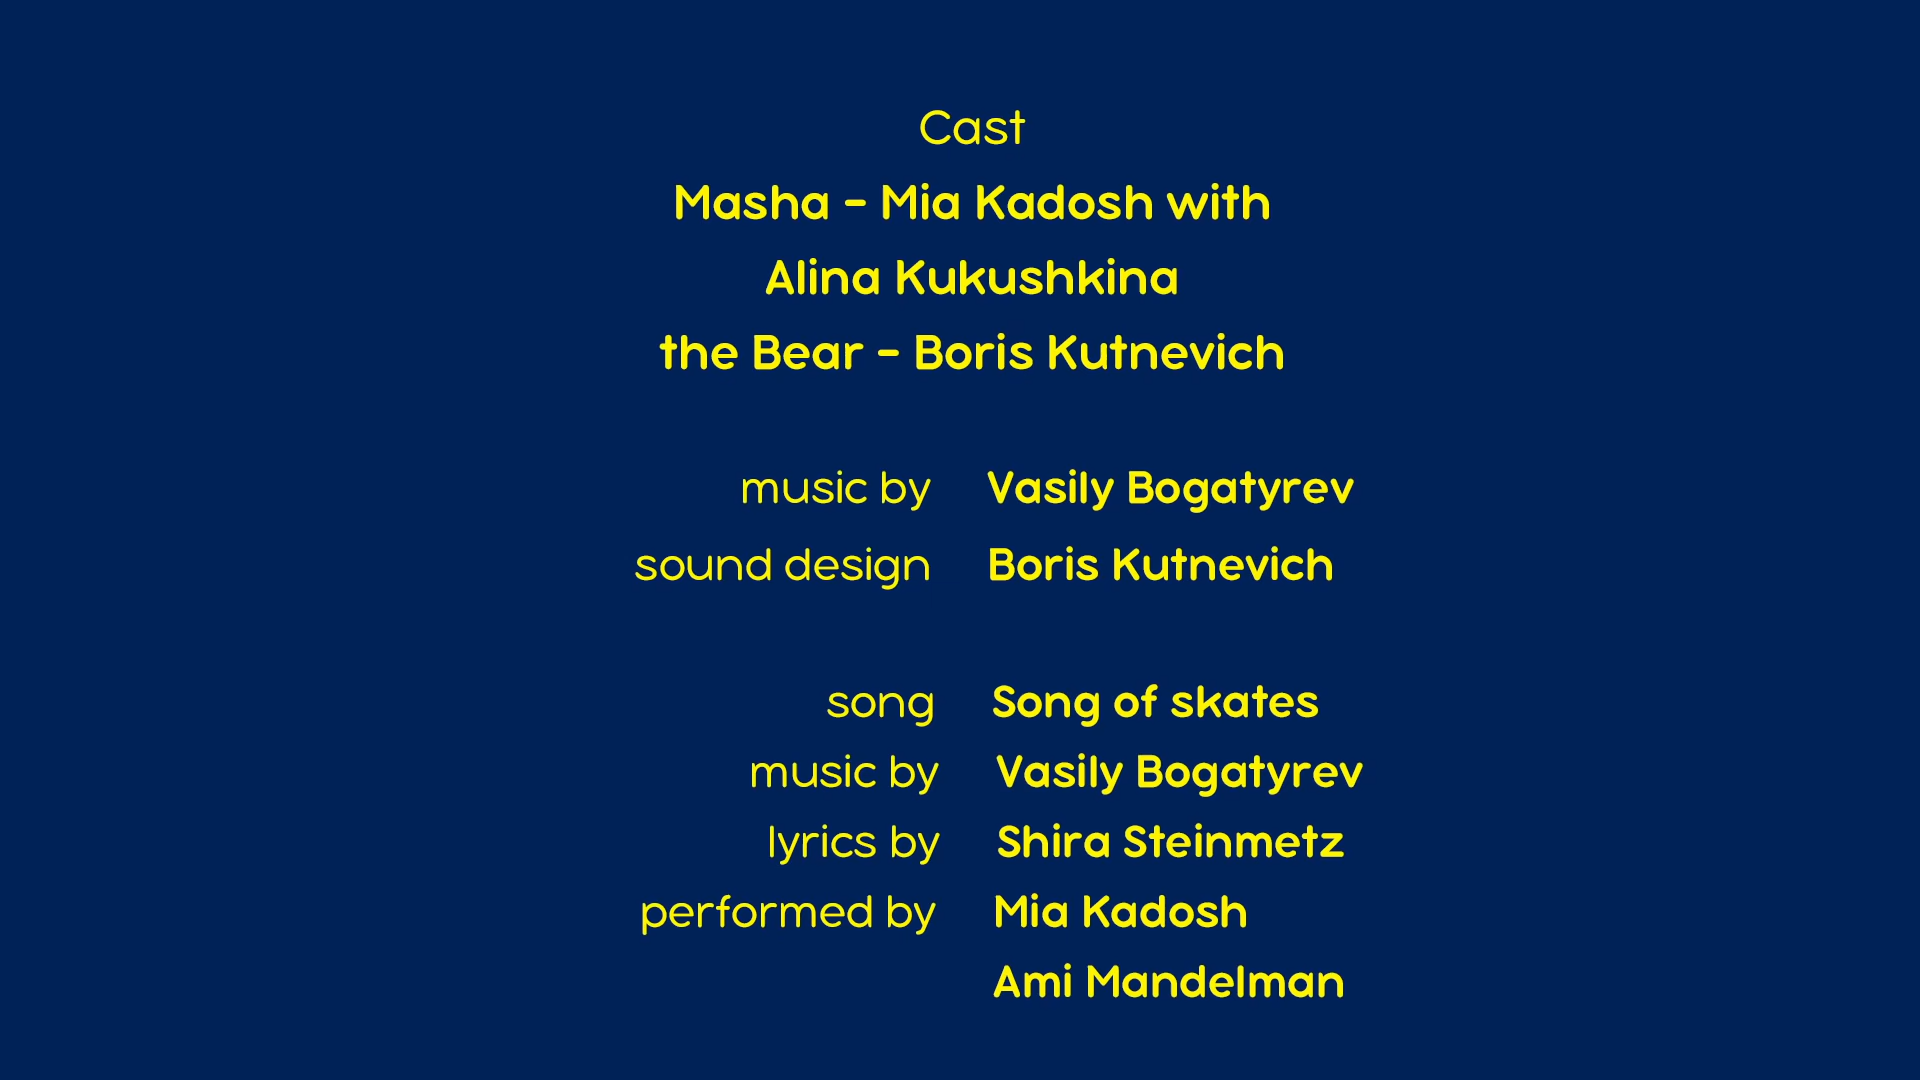 Cast
Masha - Mia Kadosh with
Alina Kukushkina
the Bear - Boris Kutnevich
music by Vasily Bogatyrev
sound design Boris Kutnevich
song Song of skates
music by Vasily Bogatyrev
lyrics by Shira Steinmetz
performed by Mia Kadosh
Ami Mandelman